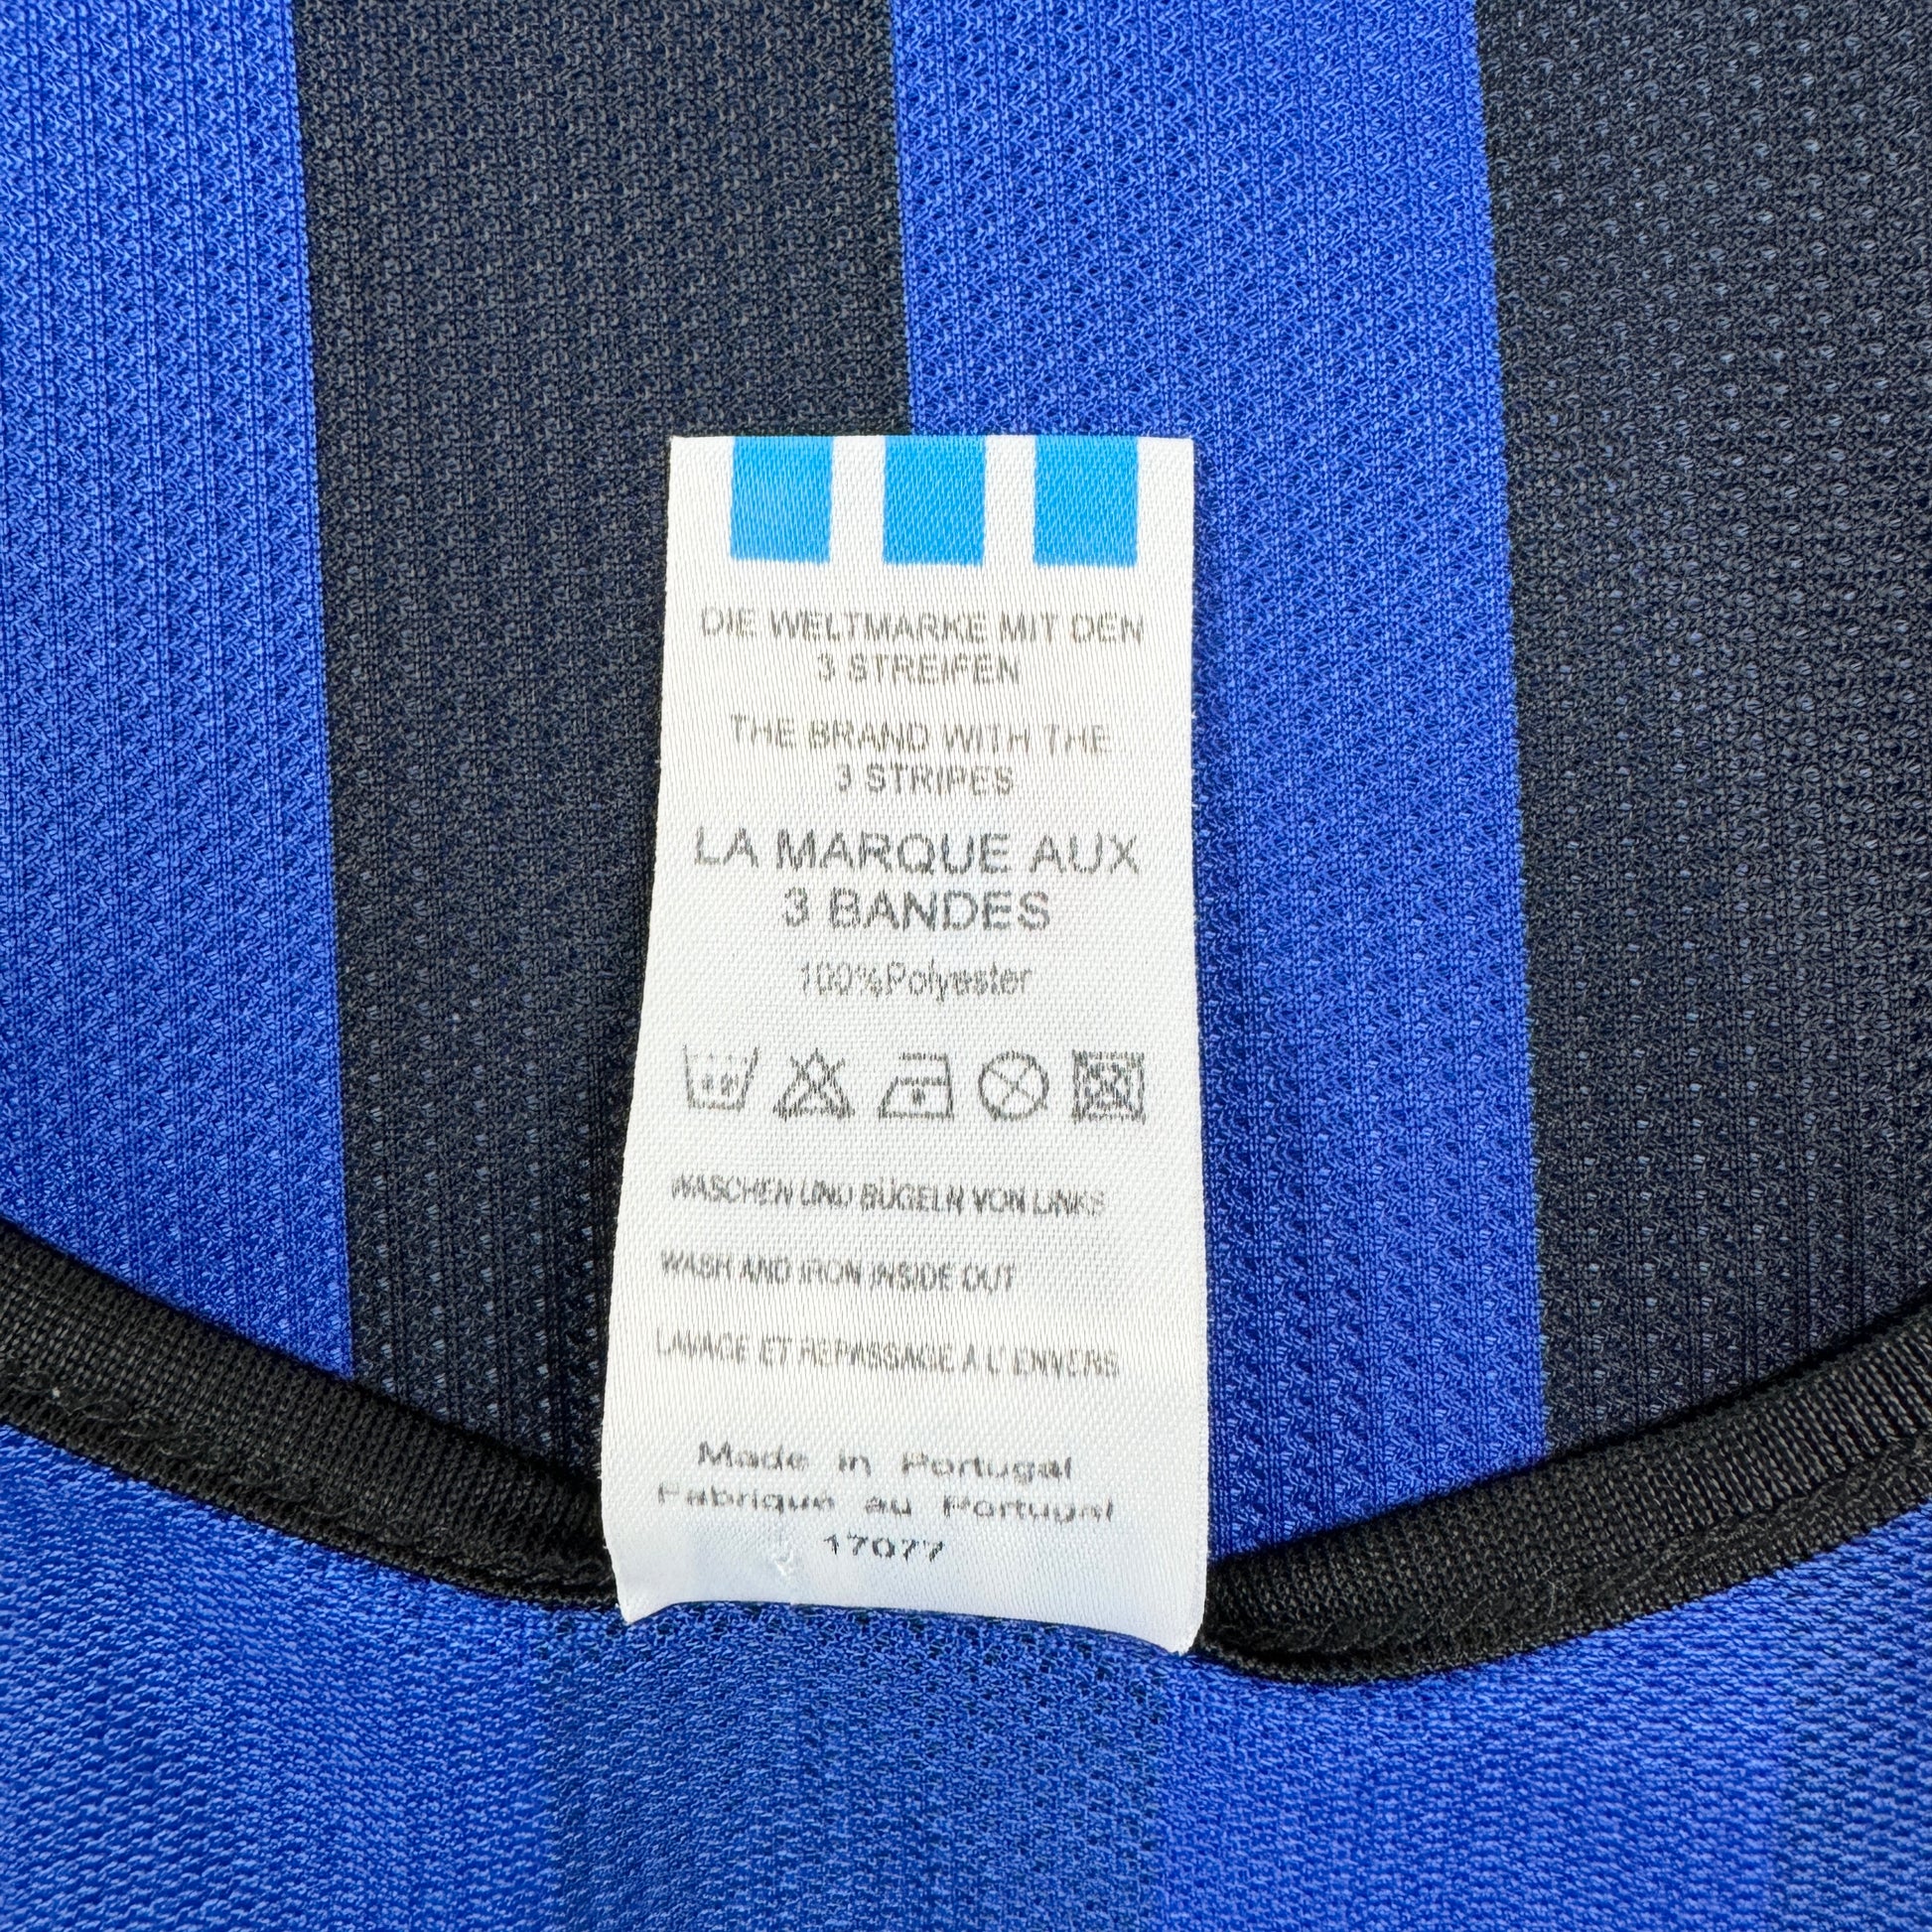 DIE WELTMARKE MIT DEN
3 STREIFEN
THE BRAND WITH THE
3 STRIPES
LA MARQUE AUX
3 BANDES
100%Polyester
WASCHEN UND BÜGELN VON LINKS
WASH AND IRON INSIDE OUT
LAVAGE ET REPASSAGE A L' ENVERS
Made in Portugal
Fabrique au Portugal
17077